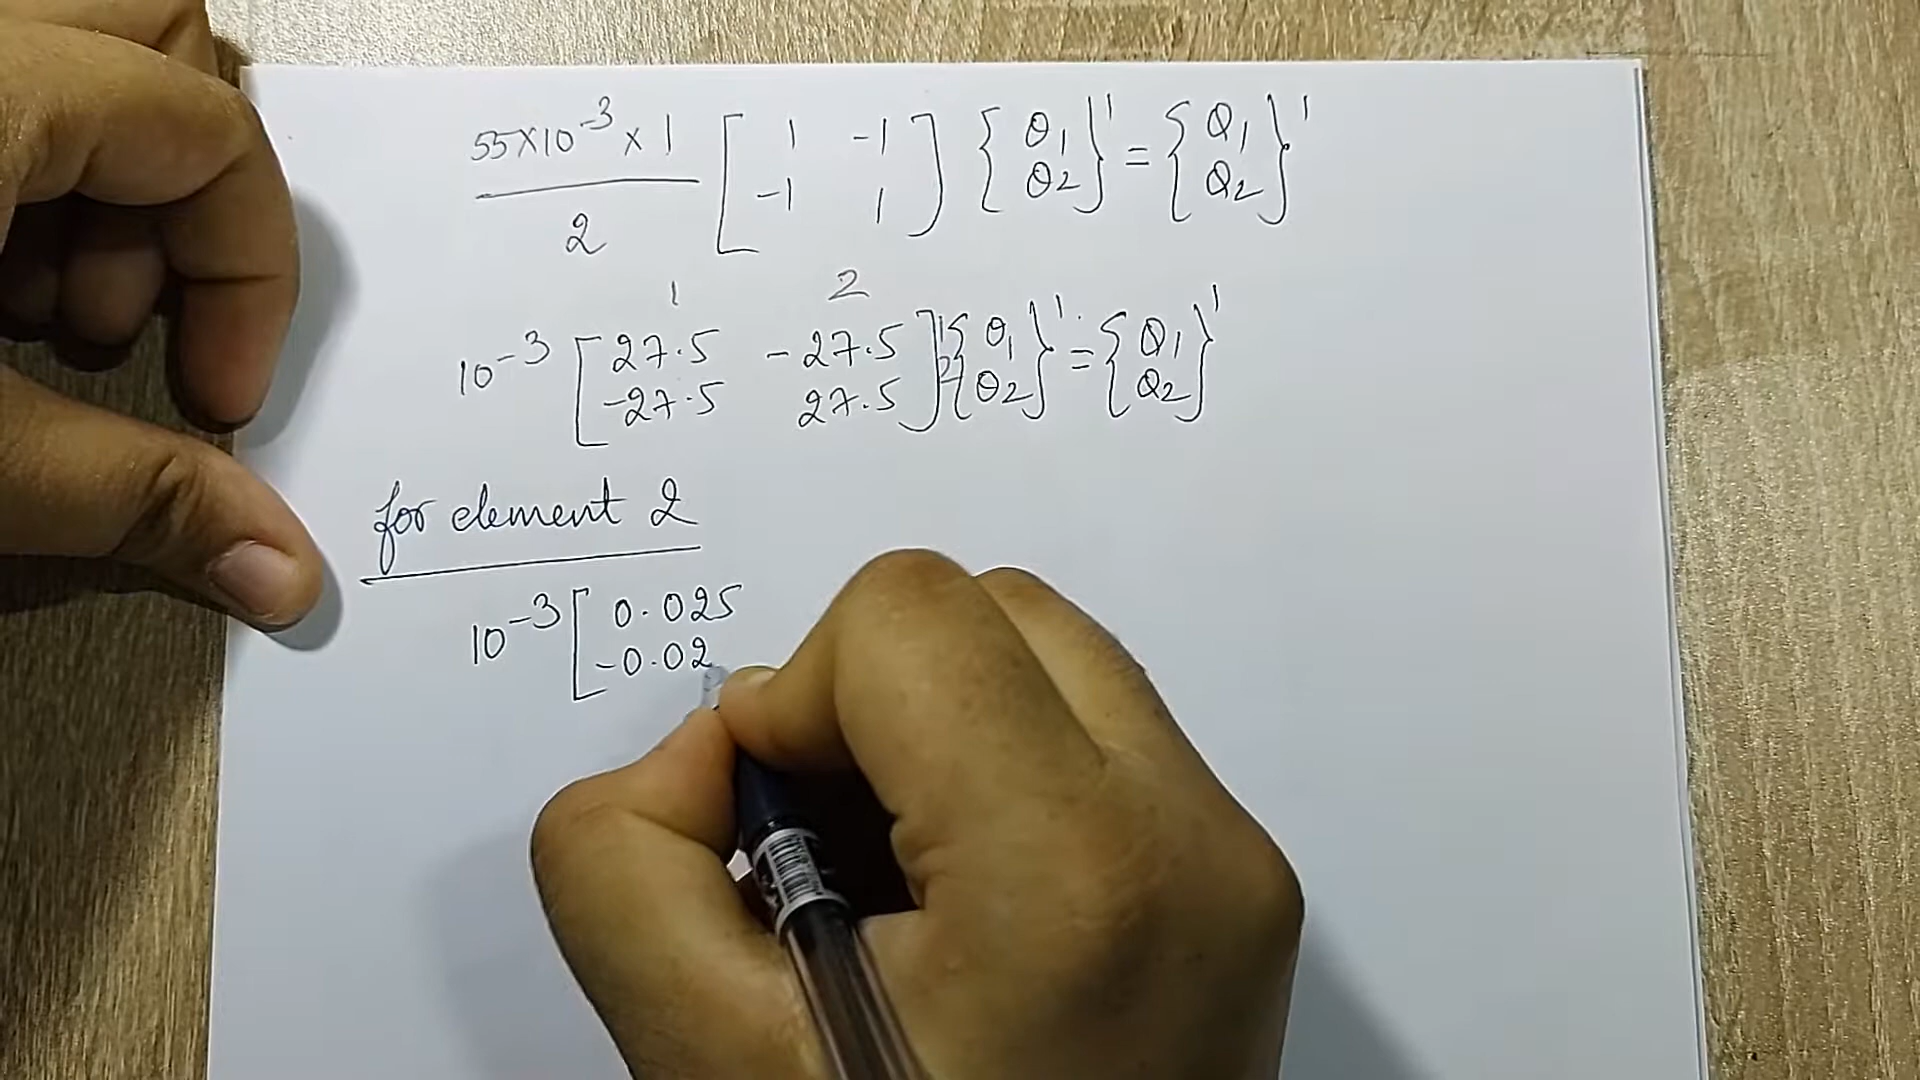 55×10⁻³ × 1 / 2 [ 1 -1 ; -1 1 ] { θ₁ ; θ₂ }¹ = { Q₁ ; Q₂ }¹
1 2
10⁻³ [ 27.5 -27.5 ; -27.5 27.5 ] 1 2 { θ₁ ; θ₂ }¹ = { Q₁ ; Q₂ }¹
for element 2
10⁻³ [ 0.025
-0.02